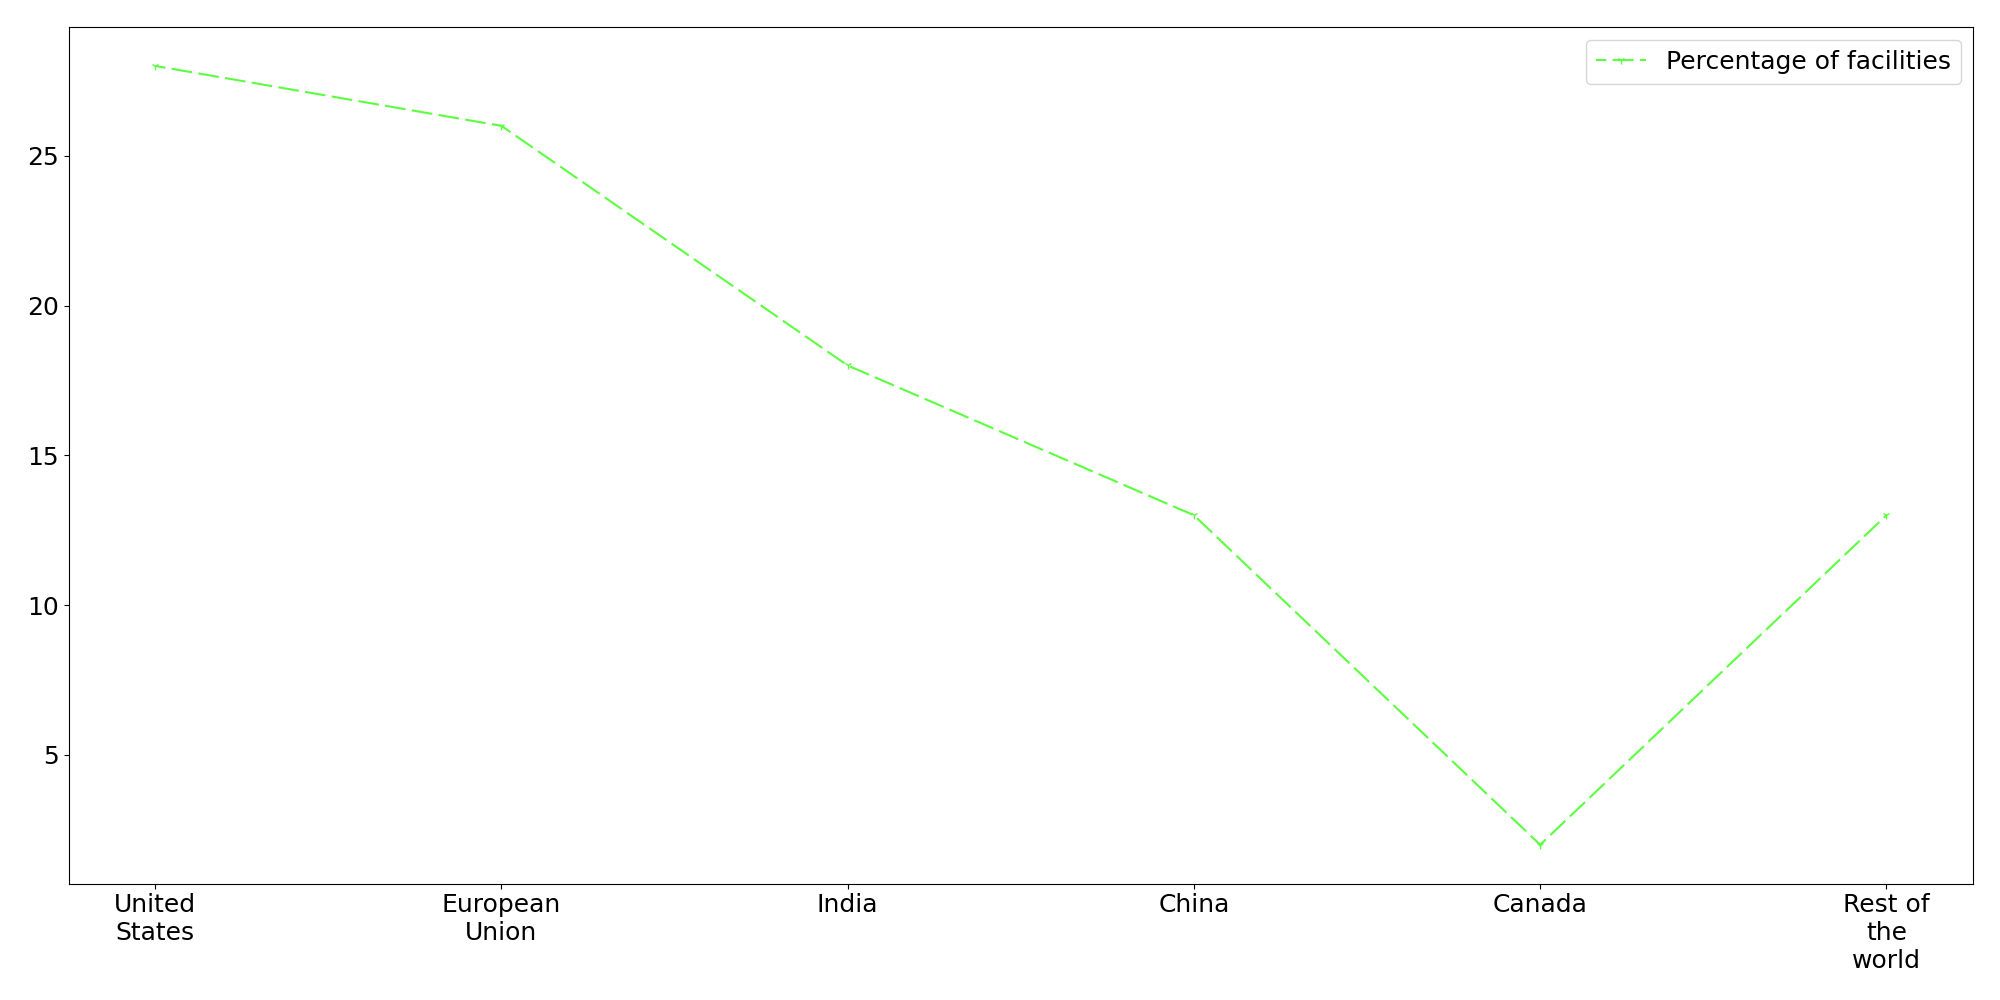 Percentage of facilities
25
20
15
10
5
United
States
European
Union
India
China
Canada
Rest of
the
world